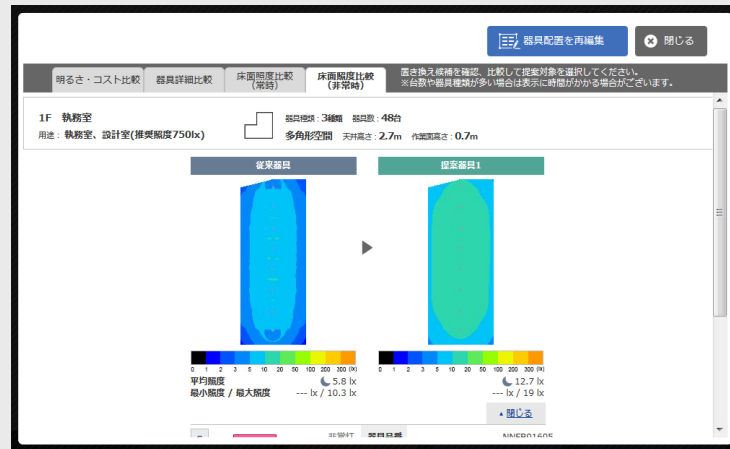 器具配置を再編集
閉じる
明るさ・コスト比較
器具詳細比較
床面照度比較
（常時）
床面照度比較
（非常時）
置き換え候補を確認、比較して提案対象を選択してください。
※台数や器具種類が多い場合は表示に時間がかかる場合がございます。
1F 執務室
用途：執務室、設計室(推奨照度750lx)
器具種類：3種類 器具数：48台
多角形空間 天井高さ：2.7m 作業面高さ：0.7m
従来器具
提案器具1
0 1 2 3 5 10 20 50 100 200 300 (lx)
0 1 2 3 5 10 20 50 100 200 300 (lx)
平均照度 5.8 lx
12.7 lx
最小照度 / 最大照度 --- lx / 10.3 lx
--- lx / 19 lx
閉じる
非常灯 器具品番 NNFB01605